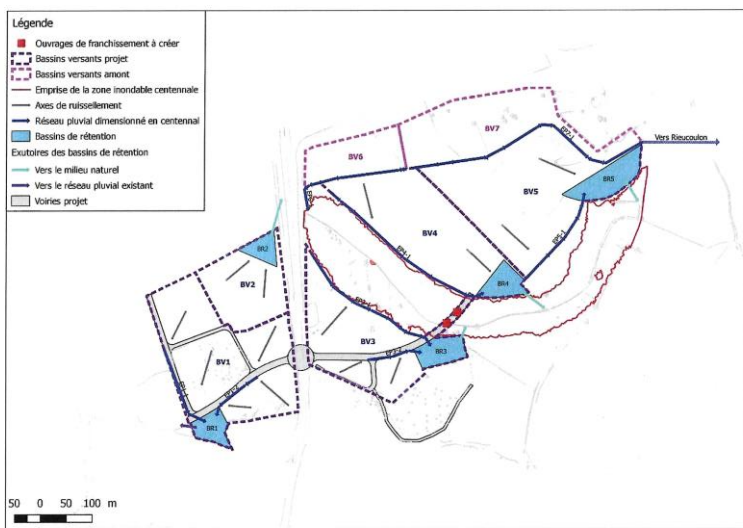 Légende
Ouvrages de franchissement à créer
Bassins versants projet
Bassins versants amont
Emprise de la zone inondable centennale
Axes de ruissellement
Réseau pluvial dimensionné en centennal
Bassins de rétention
Exutoires des bassins de rétention
Vers le milieu naturel
Vers le réseau pluvial existant
Voiries projet
BV7
BV6
Vers Rieucoulon
BR5
BV5
BV4
BR2
BR4
BV2
BV3
BR3
BV1
BR1
50 0 50 100 m